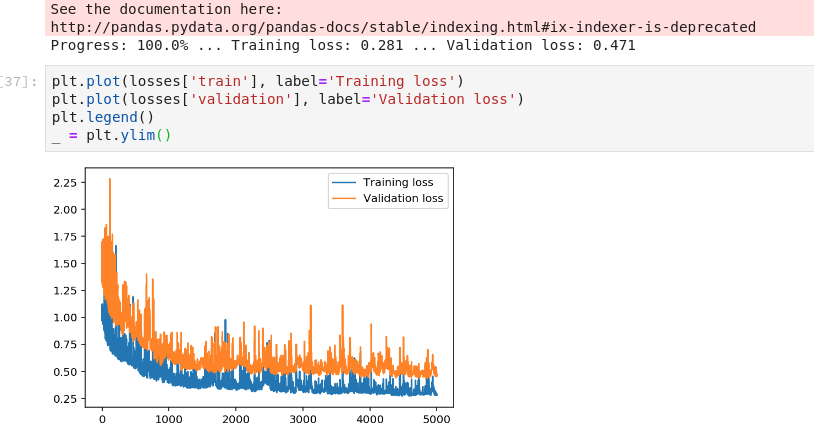 See the documentation here:
http://pandas.pydata.org/pandas-docs/stable/indexing.html#ix-indexer-is-deprecated
Progress: 100.0% ... Training loss: 0.281 ... Validation loss: 0.471
[37]:
plt.plot(losses['train'], label='Training loss')
plt.plot(losses['validation'], label='Validation loss')
plt.legend()
_ = plt.ylim()
Training loss
Validation loss
2.25
2.00
1.75
1.50
1.25
1.00
0.75
0.50
0.25
0 1000 2000 3000 4000 5000